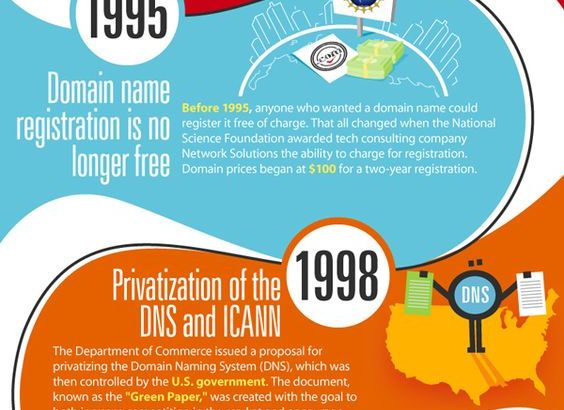 1995
Domain name
registration is no
longer free
.com
Before 1995, anyone who wanted a domain name could
register it free of charge. That all changed when the National
Science Foundation awarded tech consulting company
Network Solutions the ability to charge for registration.
Domain prices began at $100 for a two-year registration.
1998
Privatization of the
DNS and ICANN
DNS
The Department of Commerce issued a proposal for
privatizing the Domain Naming System (DNS), which was
then controlled by the U.S. government. The document,
known as the "Green Paper," was created with the goal to